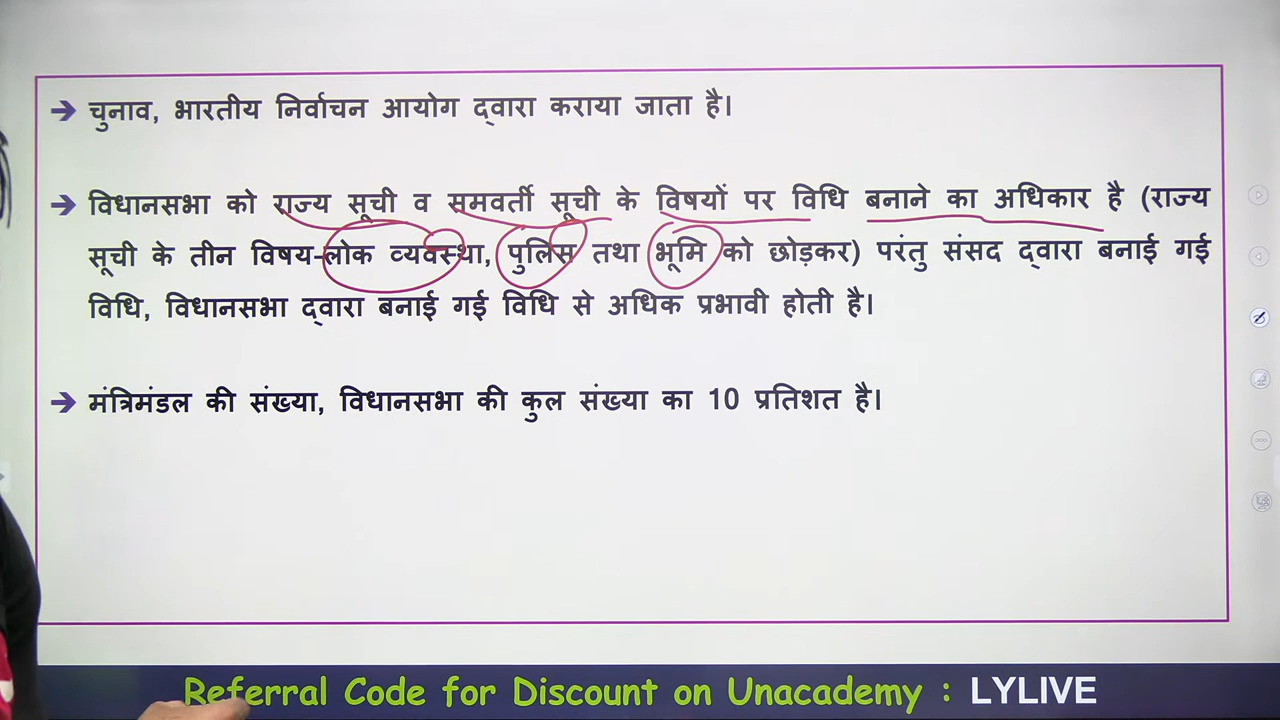 → चुनाव, भारतीय निर्वाचन आयोग द्वारा कराया जाता है।
→ विधानसभा को राज्य सूची व समवर्ती सूची के विषयों पर विधि बनाने का अधिकार है (राज्य
सूची के तीन विषय-लोक व्यवस्था, पुलिस तथा भूमि को छोड़कर) परंतु संसद द्वारा बनाई गई
विधि, विधानसभा द्वारा बनाई गई विधि से अधिक प्रभावी होती है।
→ मंत्रिमंडल की संख्या, विधानसभा की कुल संख्या का 10 प्रतिशत है।
Referral Code for Discount on Unacademy : LYLIVE